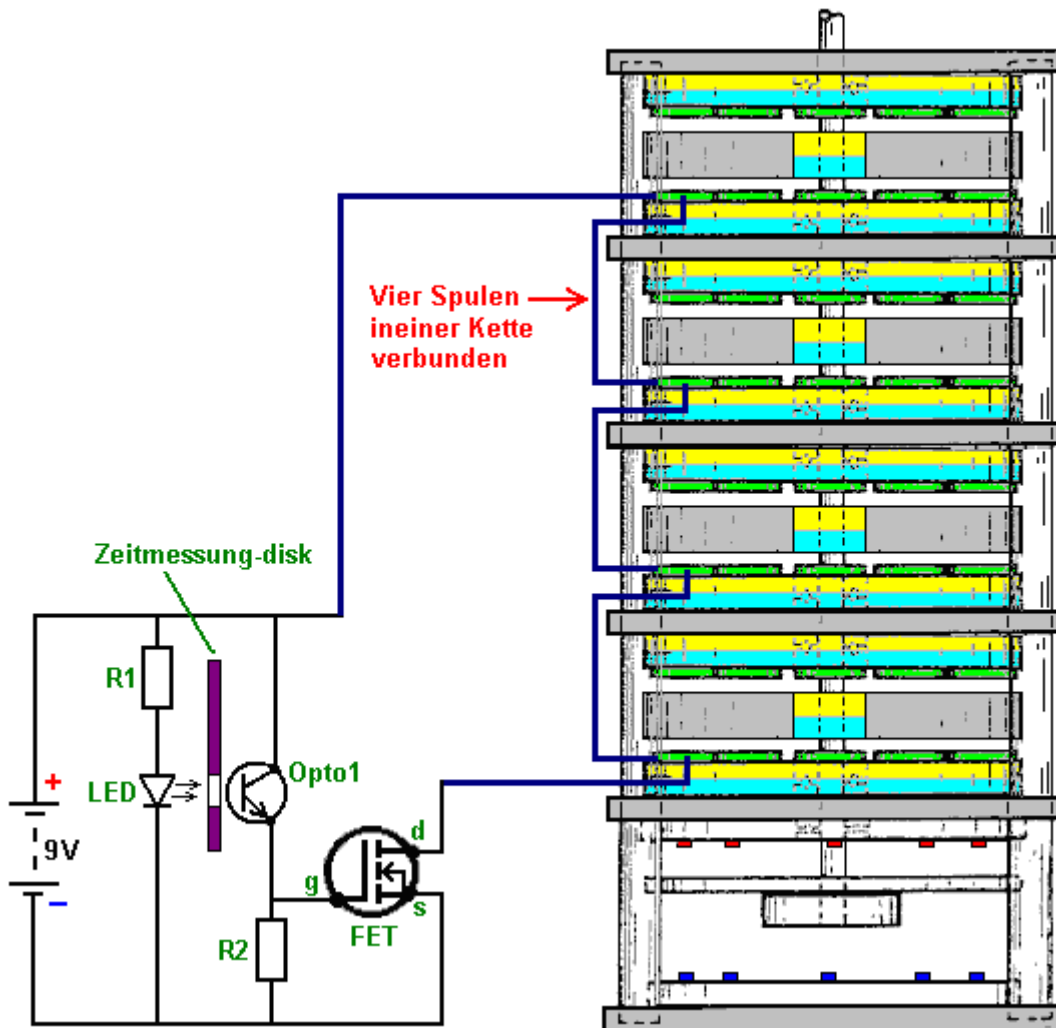 Vier Spulen
ineiner Kette
verbunden
Zeitmessung-disk
R1
LED
Opto1
+
9V
−
d
g
s
FET
R2